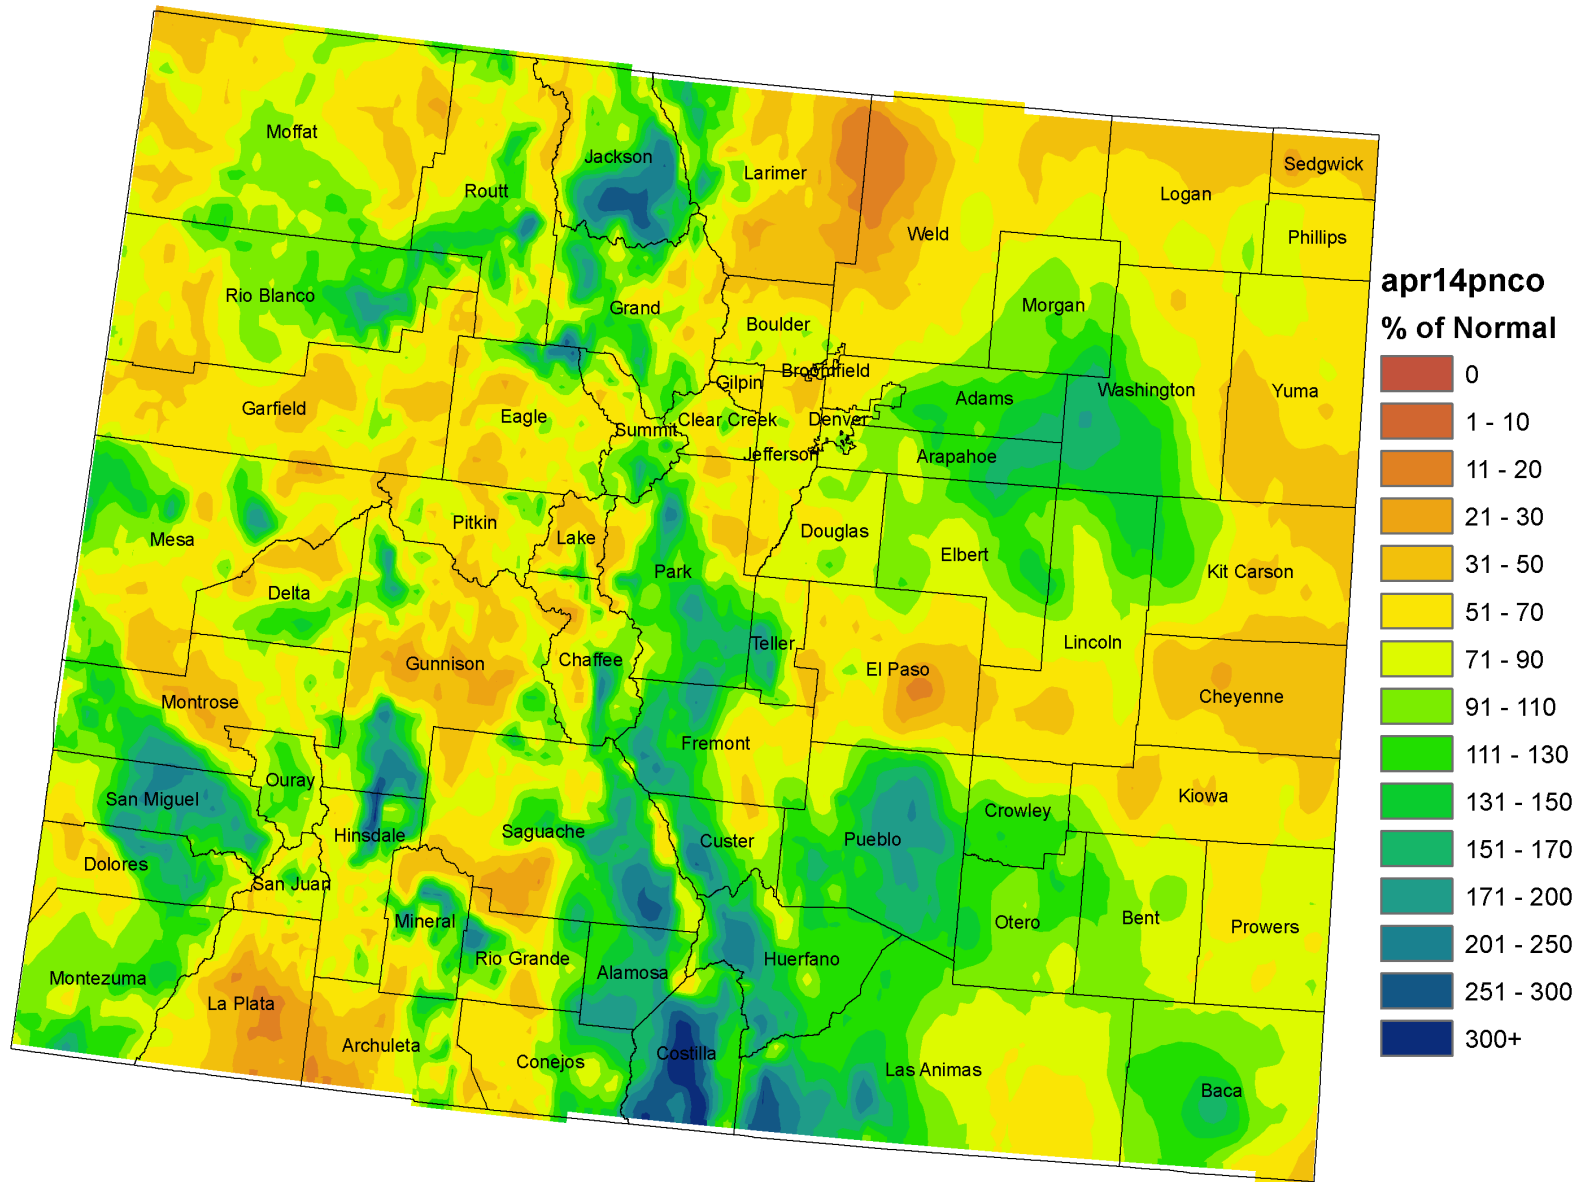 Moffat
Jackson
Larimer
Sedgwick
Routt
Logan
Weld
Phillips
Rio Blanco
Grand
Morgan
Boulder
Broomfield
Gilpin
Washington
Yuma
Adams
Garfield
Eagle
Clear Creek
Denver
Summit
Jefferson
Arapahoe
Pitkin
Lake
Douglas
Mesa
Elbert
Park
Kit Carson
Delta
Teller
Lincoln
Chaffee
Gunnison
El Paso
Cheyenne
Montrose
Fremont
Ouray
San Miguel
Kiowa
Crowley
Hinsdale
Saguache
Custer
Pueblo
Dolores
San Juan
Mineral
Otero
Bent
Prowers
Rio Grande
Huerfano
Alamosa
Montezuma
La Plata
Archuleta
Costilla
Conejos
Las Animas
Baca
apr14pnco
% of Normal
0
1 - 10
11 - 20
21 - 30
31 - 50
51 - 70
71 - 90
91 - 110
111 - 130
131 - 150
151 - 170
171 - 200
201 - 250
251 - 300
300+